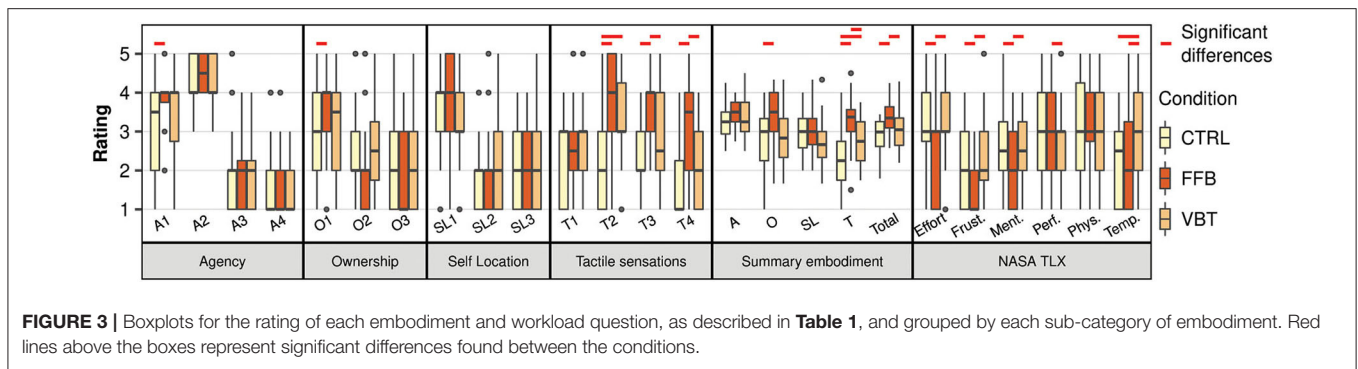 Rating
5
4
3
2
1
A1 A2 A3 A4 O1 O2 O3 SL1 SL2 SL3 T1 T2 T3 T4 A O SL T Total Effort Frust. Ment. Perf. Phys. Temp.
Agency Ownership Self Location Tactile sensations Summary embodiment NASA TLX
Significant
differences
Condition
CTRL
FFB
VBT
FIGURE 3 | Boxplots for the rating of each embodiment and workload question, as described in Table 1, and grouped by each sub-category of embodiment. Red
lines above the boxes represent significant differences found between the conditions.